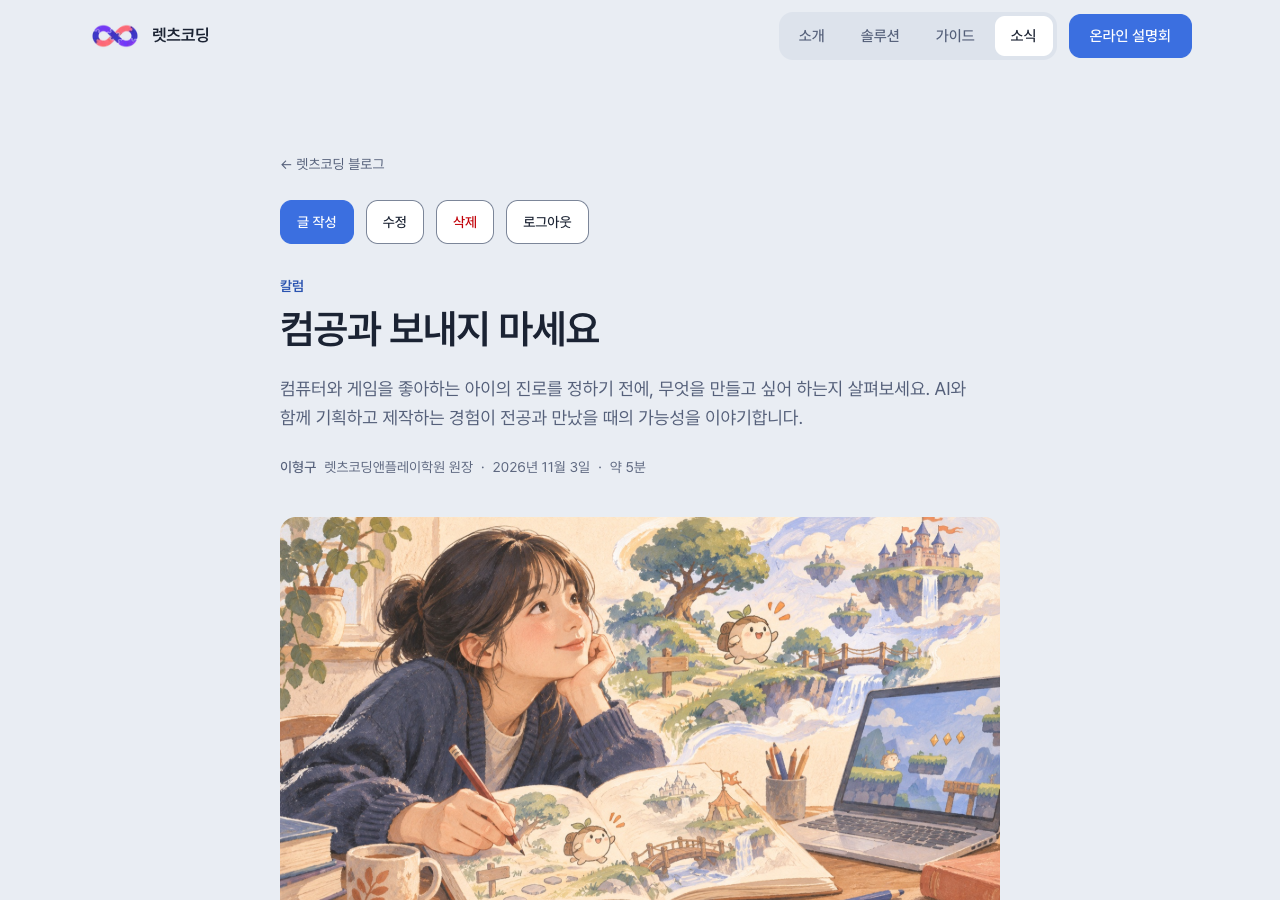 렛츠코딩
소개
솔루션
가이드
소식
온라인 설명회
← 렛츠코딩 블로그
글 작성
수정
삭제
로그아웃
칼럼
컴공과 보내지 마세요
컴퓨터와 게임을 좋아하는 아이의 진로를 정하기 전에, 무엇을 만들고 싶어 하는지 살펴보세요. AI와
함께 기획하고 제작하는 경험이 전공과 만났을 때의 가능성을 이야기합니다.
이형구 렛츠코딩앤플레이학원 원장 · 2026년 11월 3일 · 약 5분